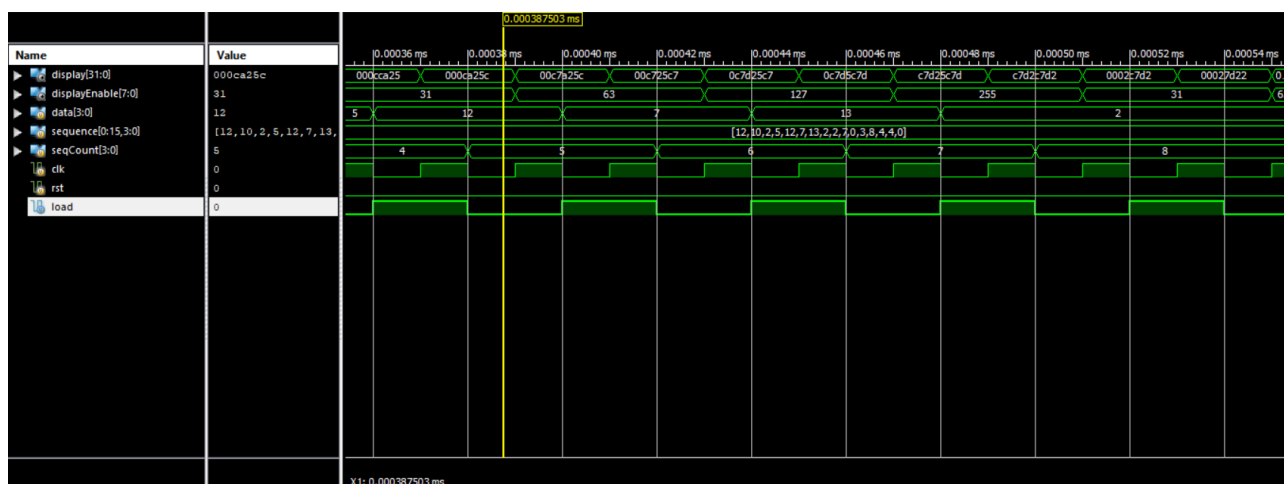 0.000387503 ms
Name Value 0.00036 ms 0.00038 ms 0.00040 ms 0.00042 ms 0.00044 ms 0.00046 ms 0.00048 ms 0.00050 ms 0.00052 ms 0.00054 ms
display[31:0] 000ca25c 000cca25 000ca25c 00c7a25c 00c725c7 0c7d25c7 0c7d5c7d c7d25c7d c7d2c7d2 0002c7d2 00027d22 0
displayEnable[7:0] 31 31 63 127 255 31 6
data[3:0] 12 5 12 7 13 2
sequence[0:15,3:0] [12,10,2,5,12,7,13, [12,10,2,5,12,7,13,2,2,7,0,3,8,4,4,0]
seqCount[3:0] 5 4 5 6 7 8
clk 0
rst 0
load 0
X1: 0.000387503 ms